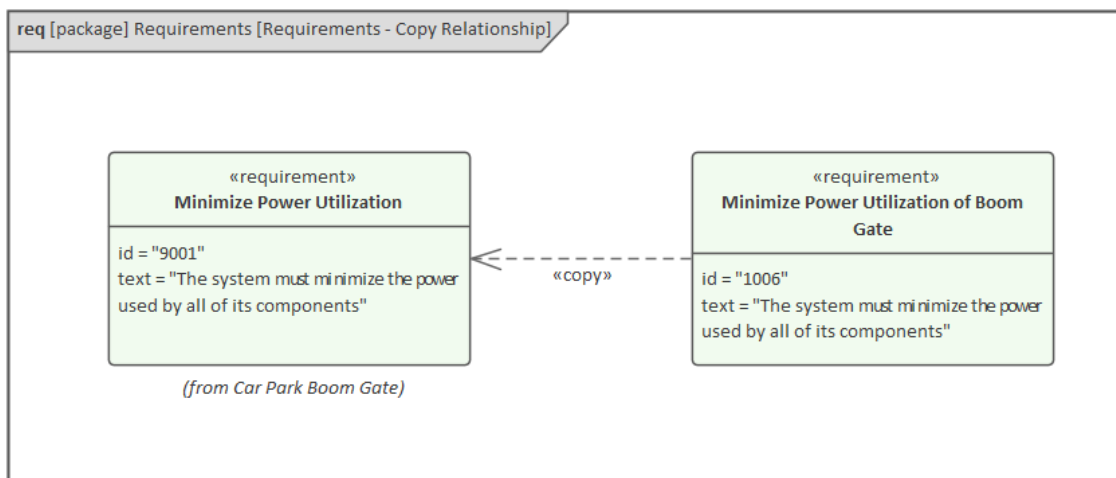 req [package] Requirements [Requirements - Copy Relationship]
«requirement»
Minimize Power Utilization
id = "9001"
text = "The system must minimize the power
used by all of its components"
(from Car Park Boom Gate)
«copy»
«requirement»
Minimize Power Utilization of Boom
Gate
id = "1006"
text = "The system must minimize the power
used by all of its components"